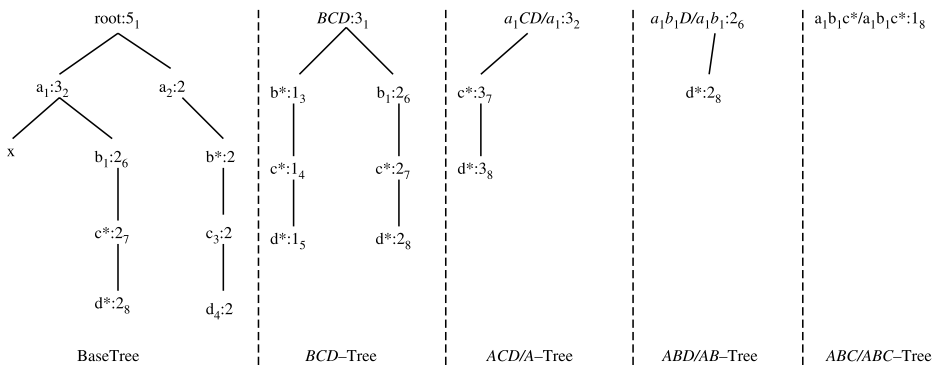 root:5₁ BCD:3₁ a₁CD/a₁:3₂ a₁b₁D/a₁b₁:2₆ a₁b₁c*/a₁b₁c*:1₈
a₁:3₂ a₂:2 b*:1₃ b₁:2₆ c*:3₇ d*:2₈
x b₁:2₆ b*:2 c*:1₄ c*:2₇ d*:3₈
c*:2₇ c₃:2 d*:1₅ d*:2₈
d*:2₈ d₄:2
BaseTree BCD–Tree ACD/A–Tree ABD/AB–Tree ABC/ABC–Tree